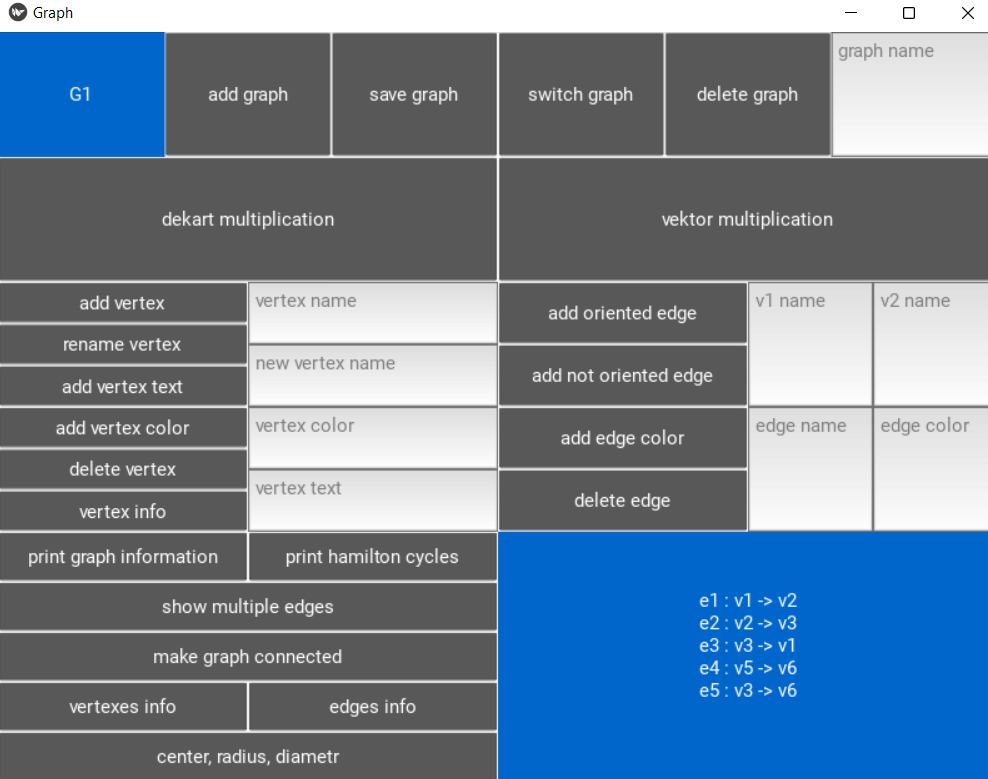 Graph
G1
add graph
save graph
switch graph
delete graph
graph name
dekart multiplication
vektor multiplication
add vertex
rename vertex
add vertex text
add vertex color
delete vertex
vertex info
vertex name
new vertex name
vertex color
vertex text
add oriented edge
add not oriented edge
add edge color
delete edge
v1 name
v2 name
edge name
edge color
print graph information
print hamilton cycles
show multiple edges
make graph connected
vertexes info
edges info
center, radius, diametr
e1 : v1 -> v2
e2 : v2 -> v3
e3 : v3 -> v1
e4 : v5 -> v6
e5 : v3 -> v6